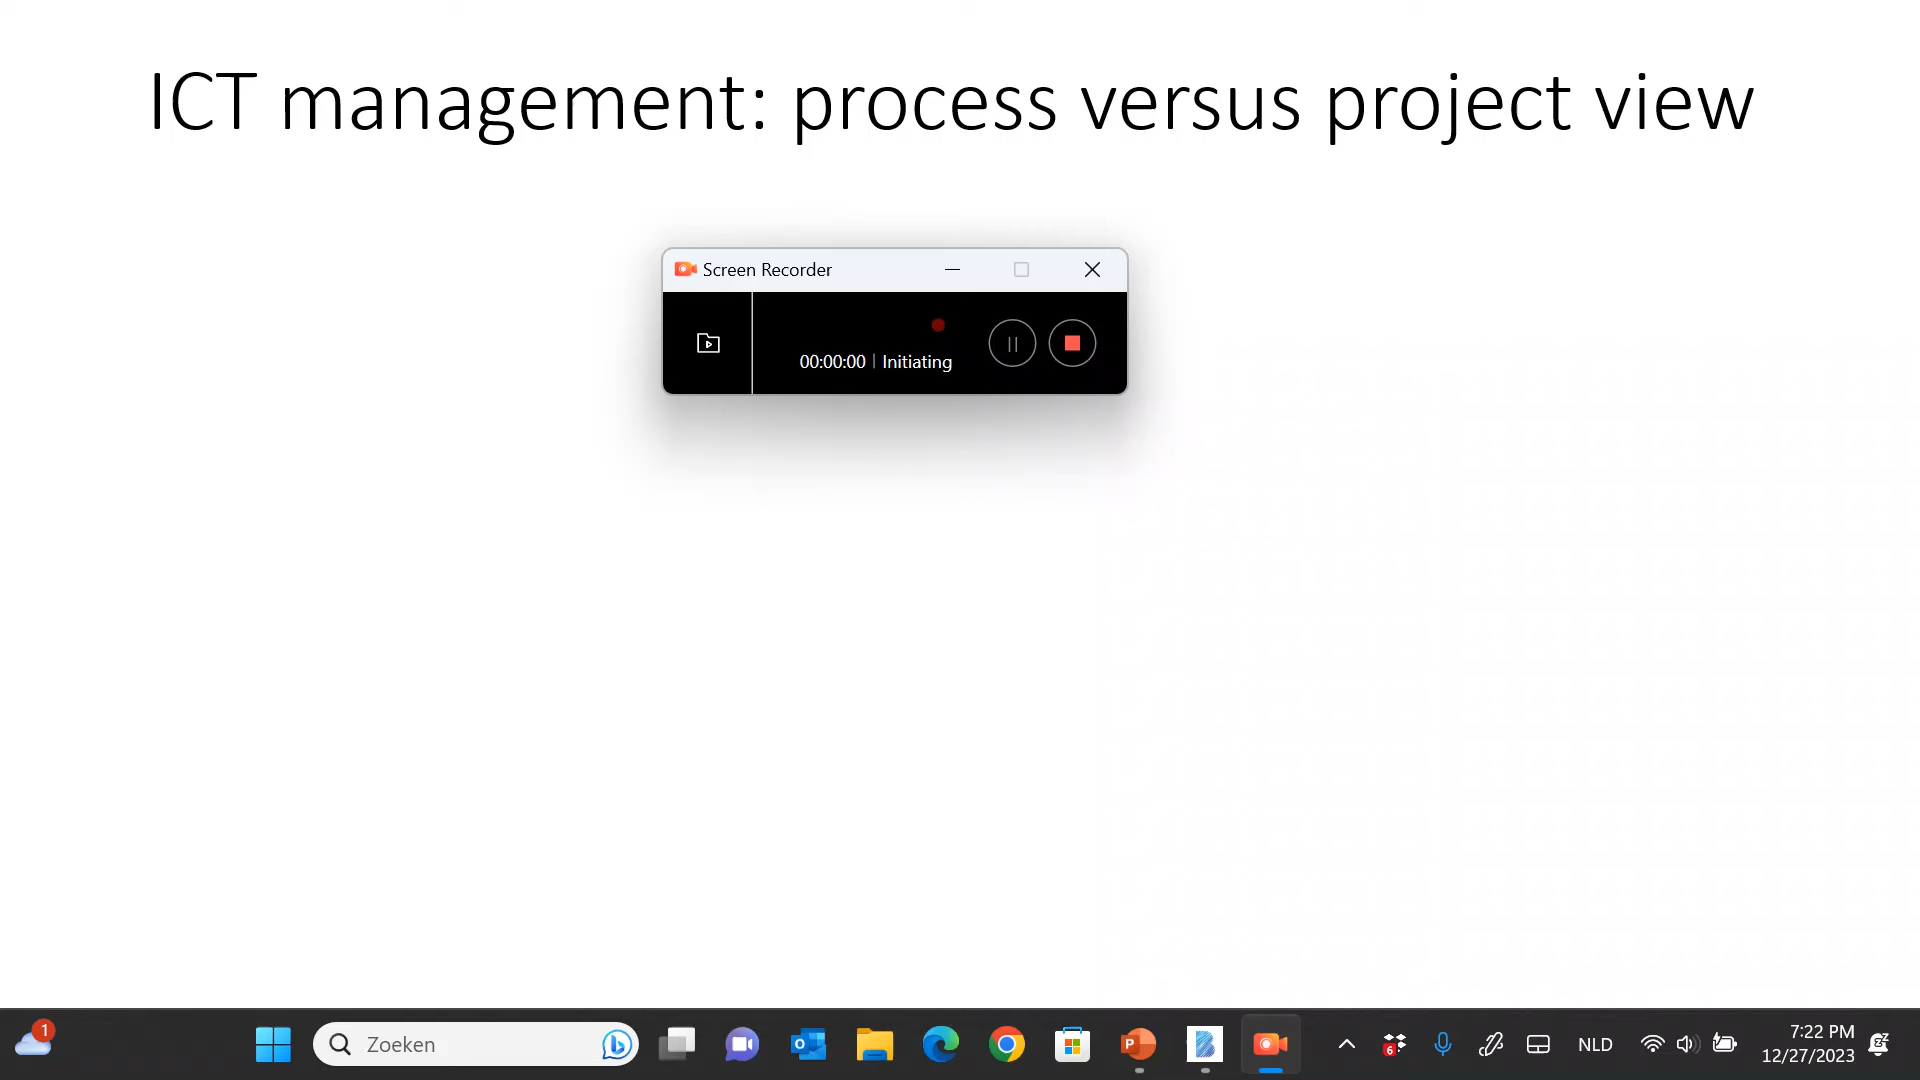 ICT management: process versus project view
Screen Recorder
00:00:00 | Initiating
1
Zoeken
6
NLD
7:22 PM
12/27/2023